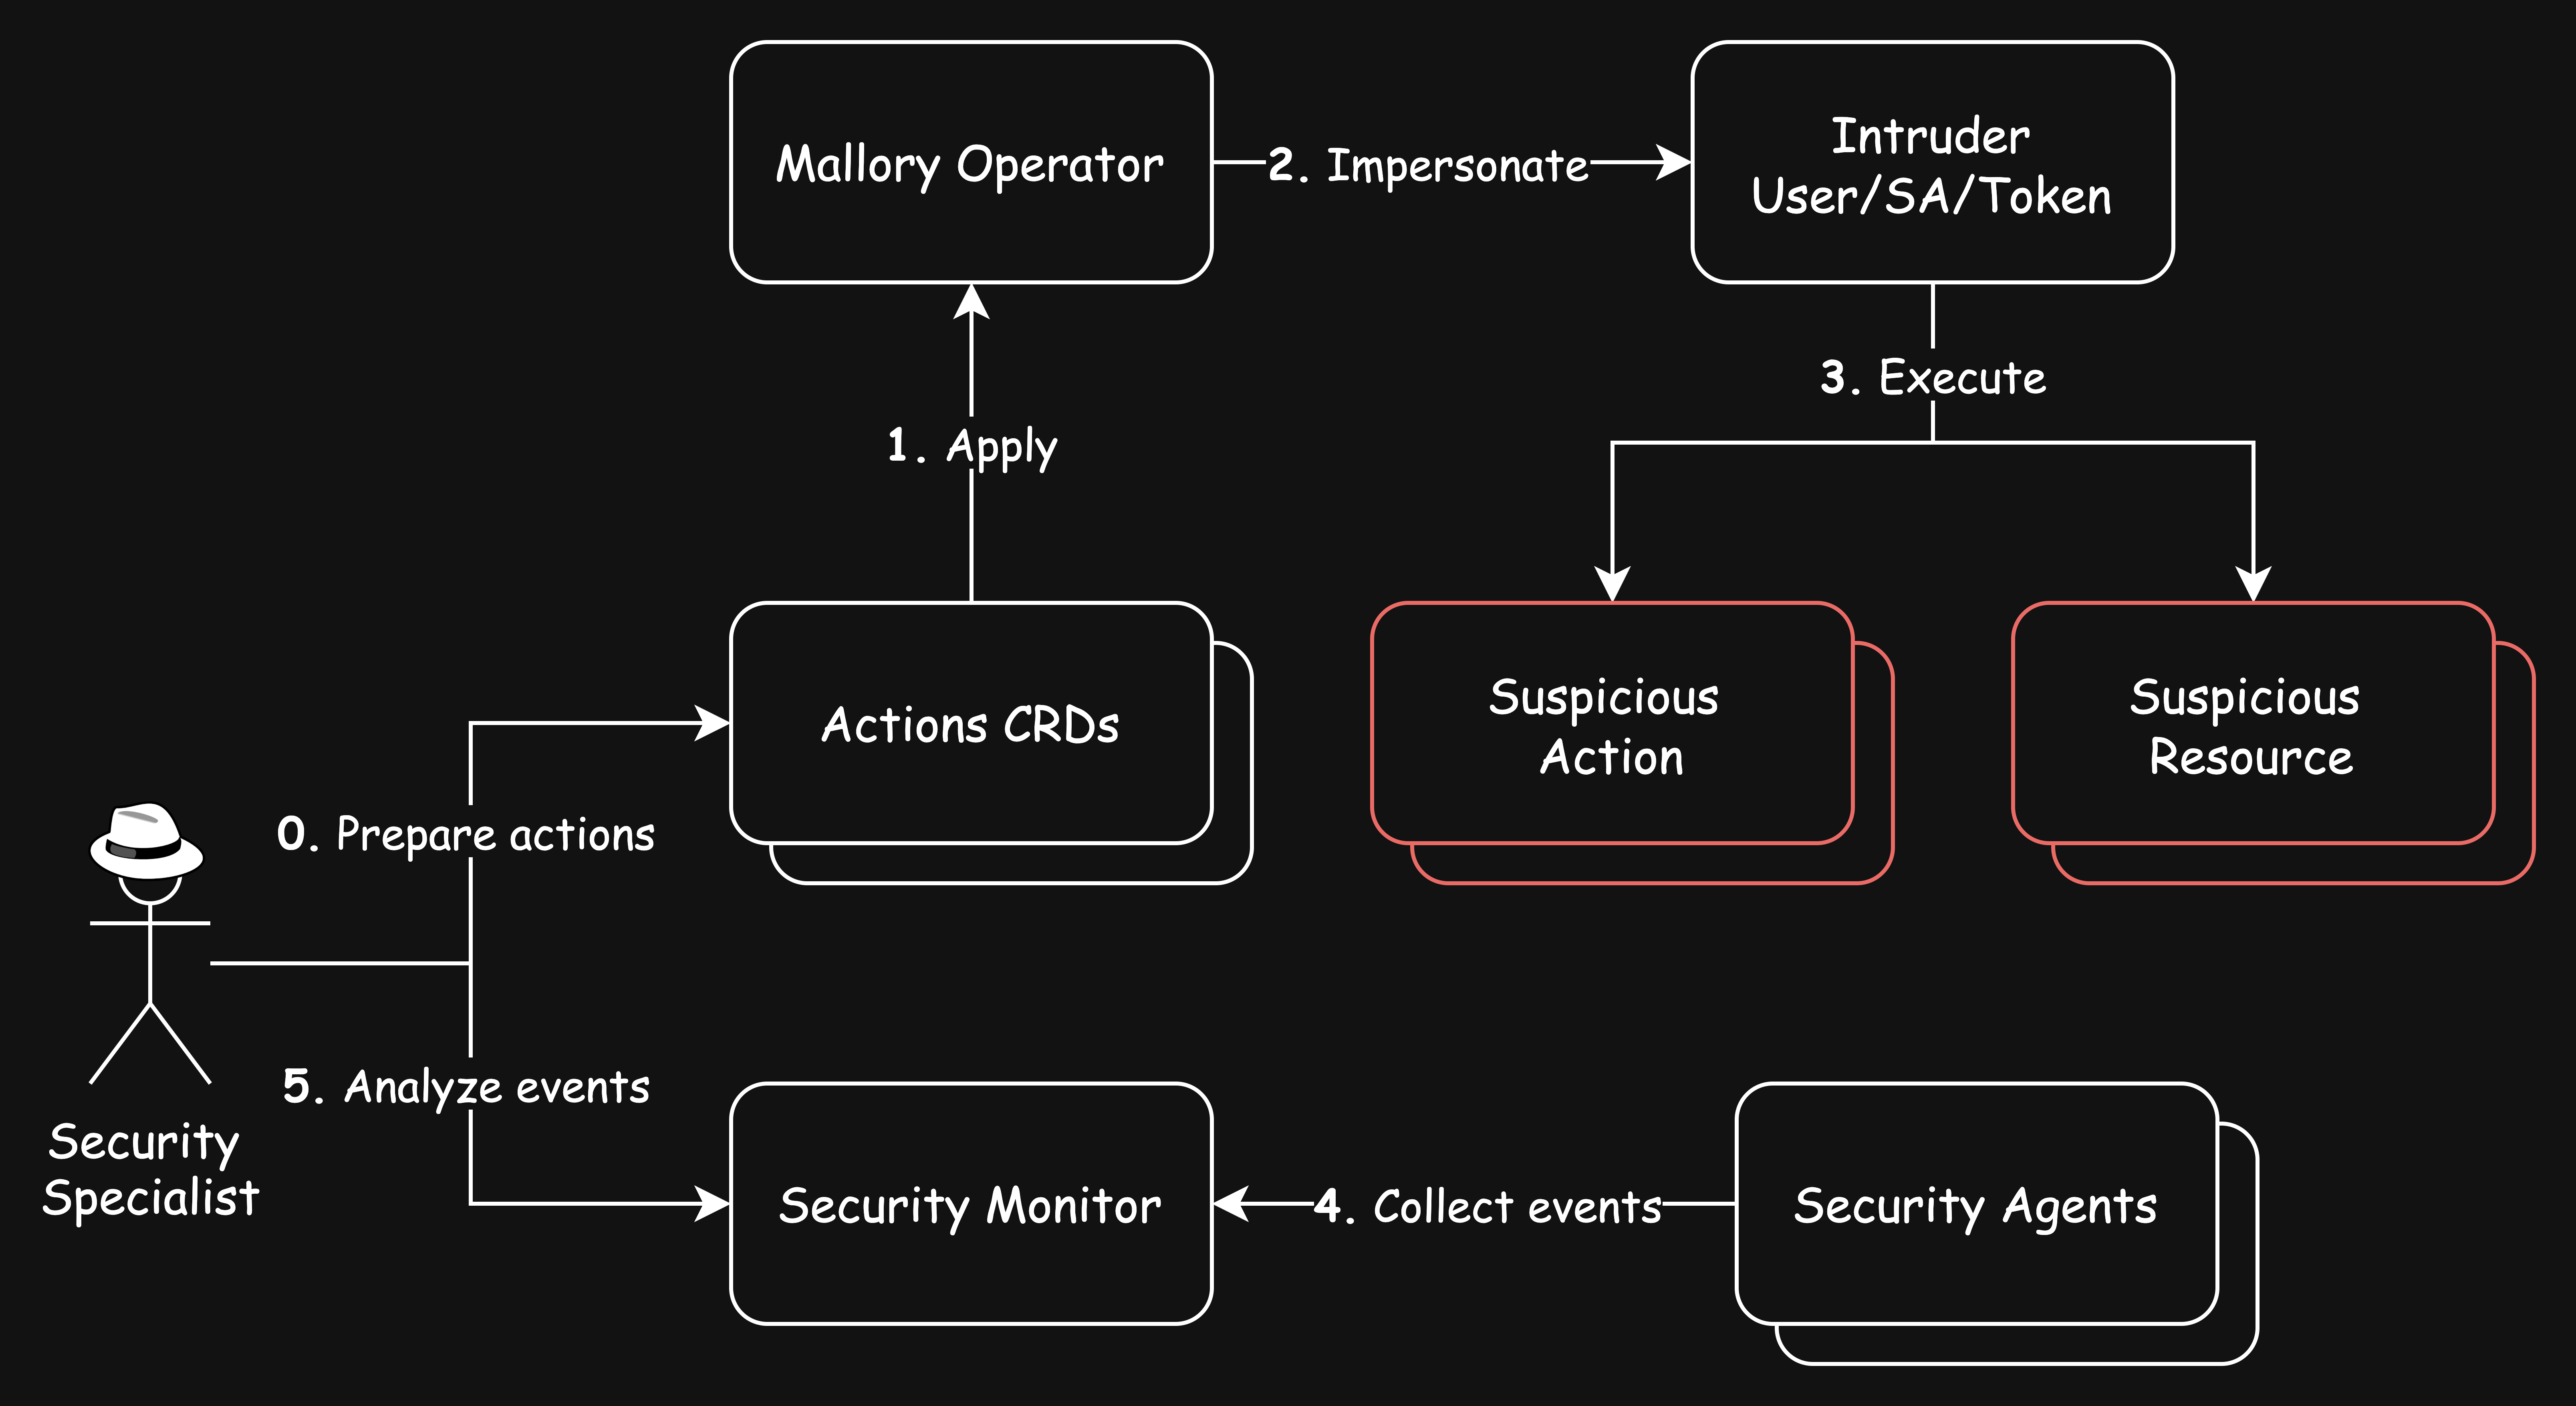 Mallory Operator
2. Impersonate
Intruder
User/SA/Token
3. Execute
1. Apply
Actions CRDs
Suspicious
Action
Suspicious
Resource
0. Prepare actions
5. Analyze events
Security
Specialist
Security Monitor
4. Collect events
Security Agents